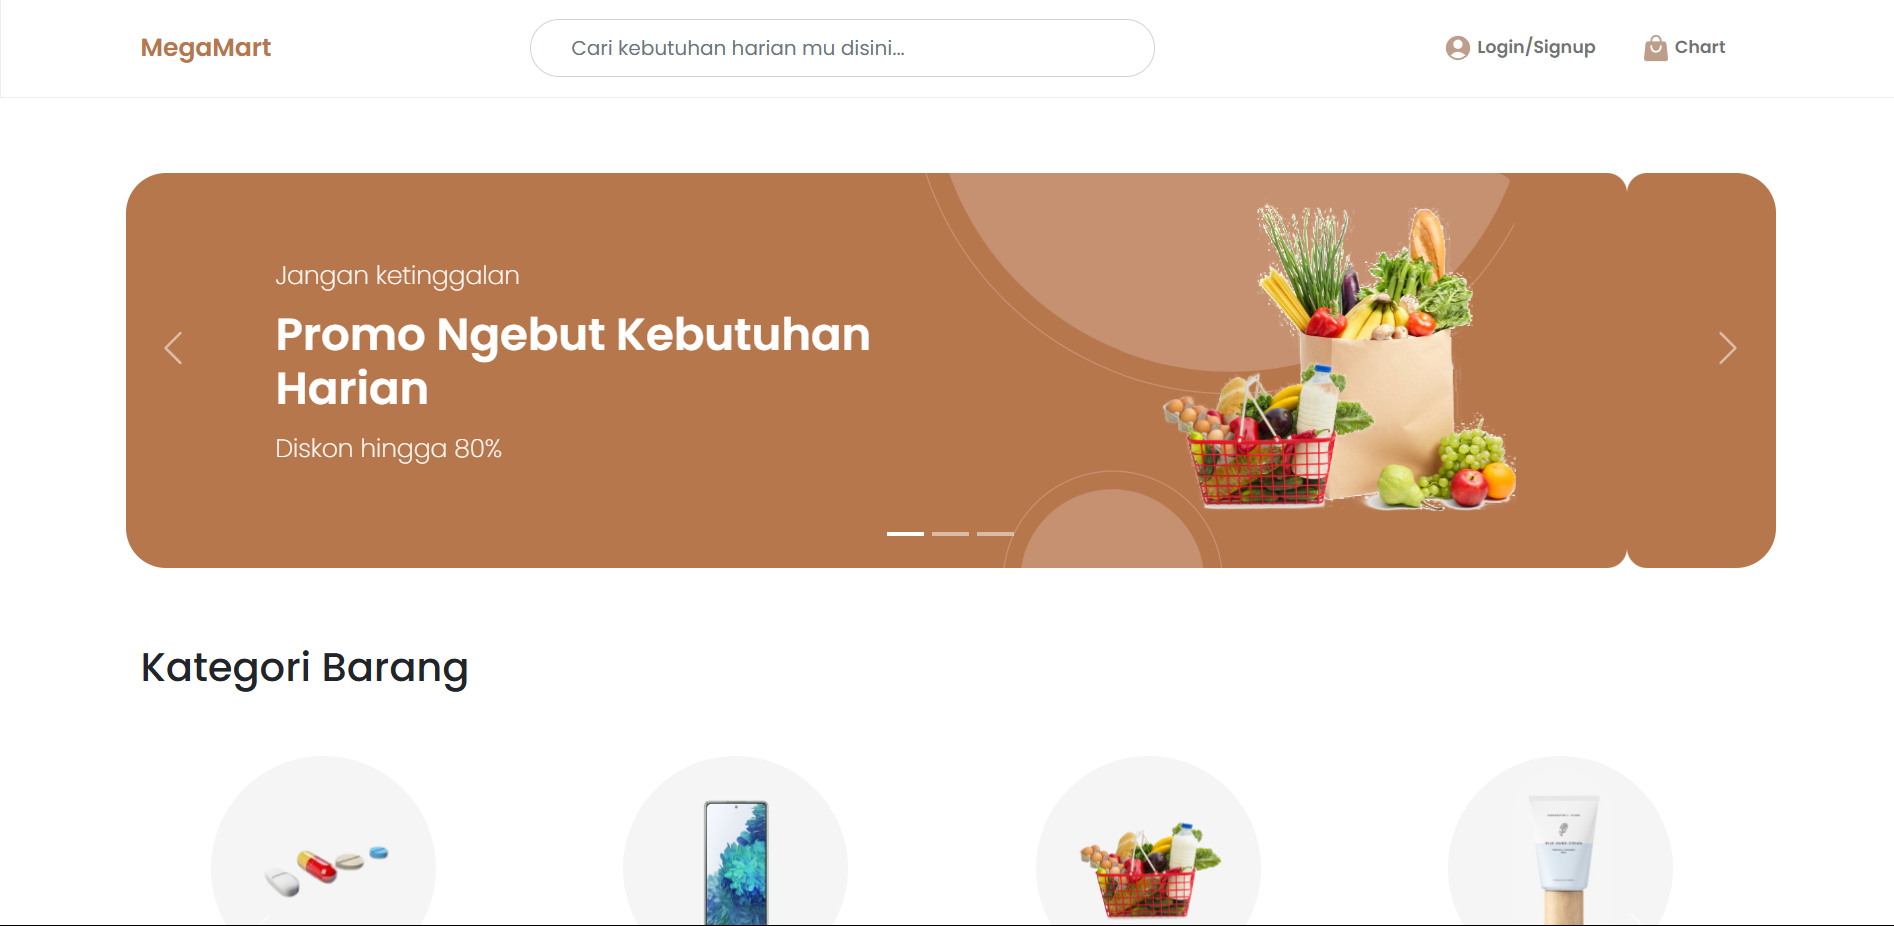 MegaMart
Cari kebutuhan harian mu disini...
Login/Signup
Chart
Jangan ketinggalan
Promo Ngebut Kebutuhan
Harian
Diskon hingga 80%
Kategori Barang